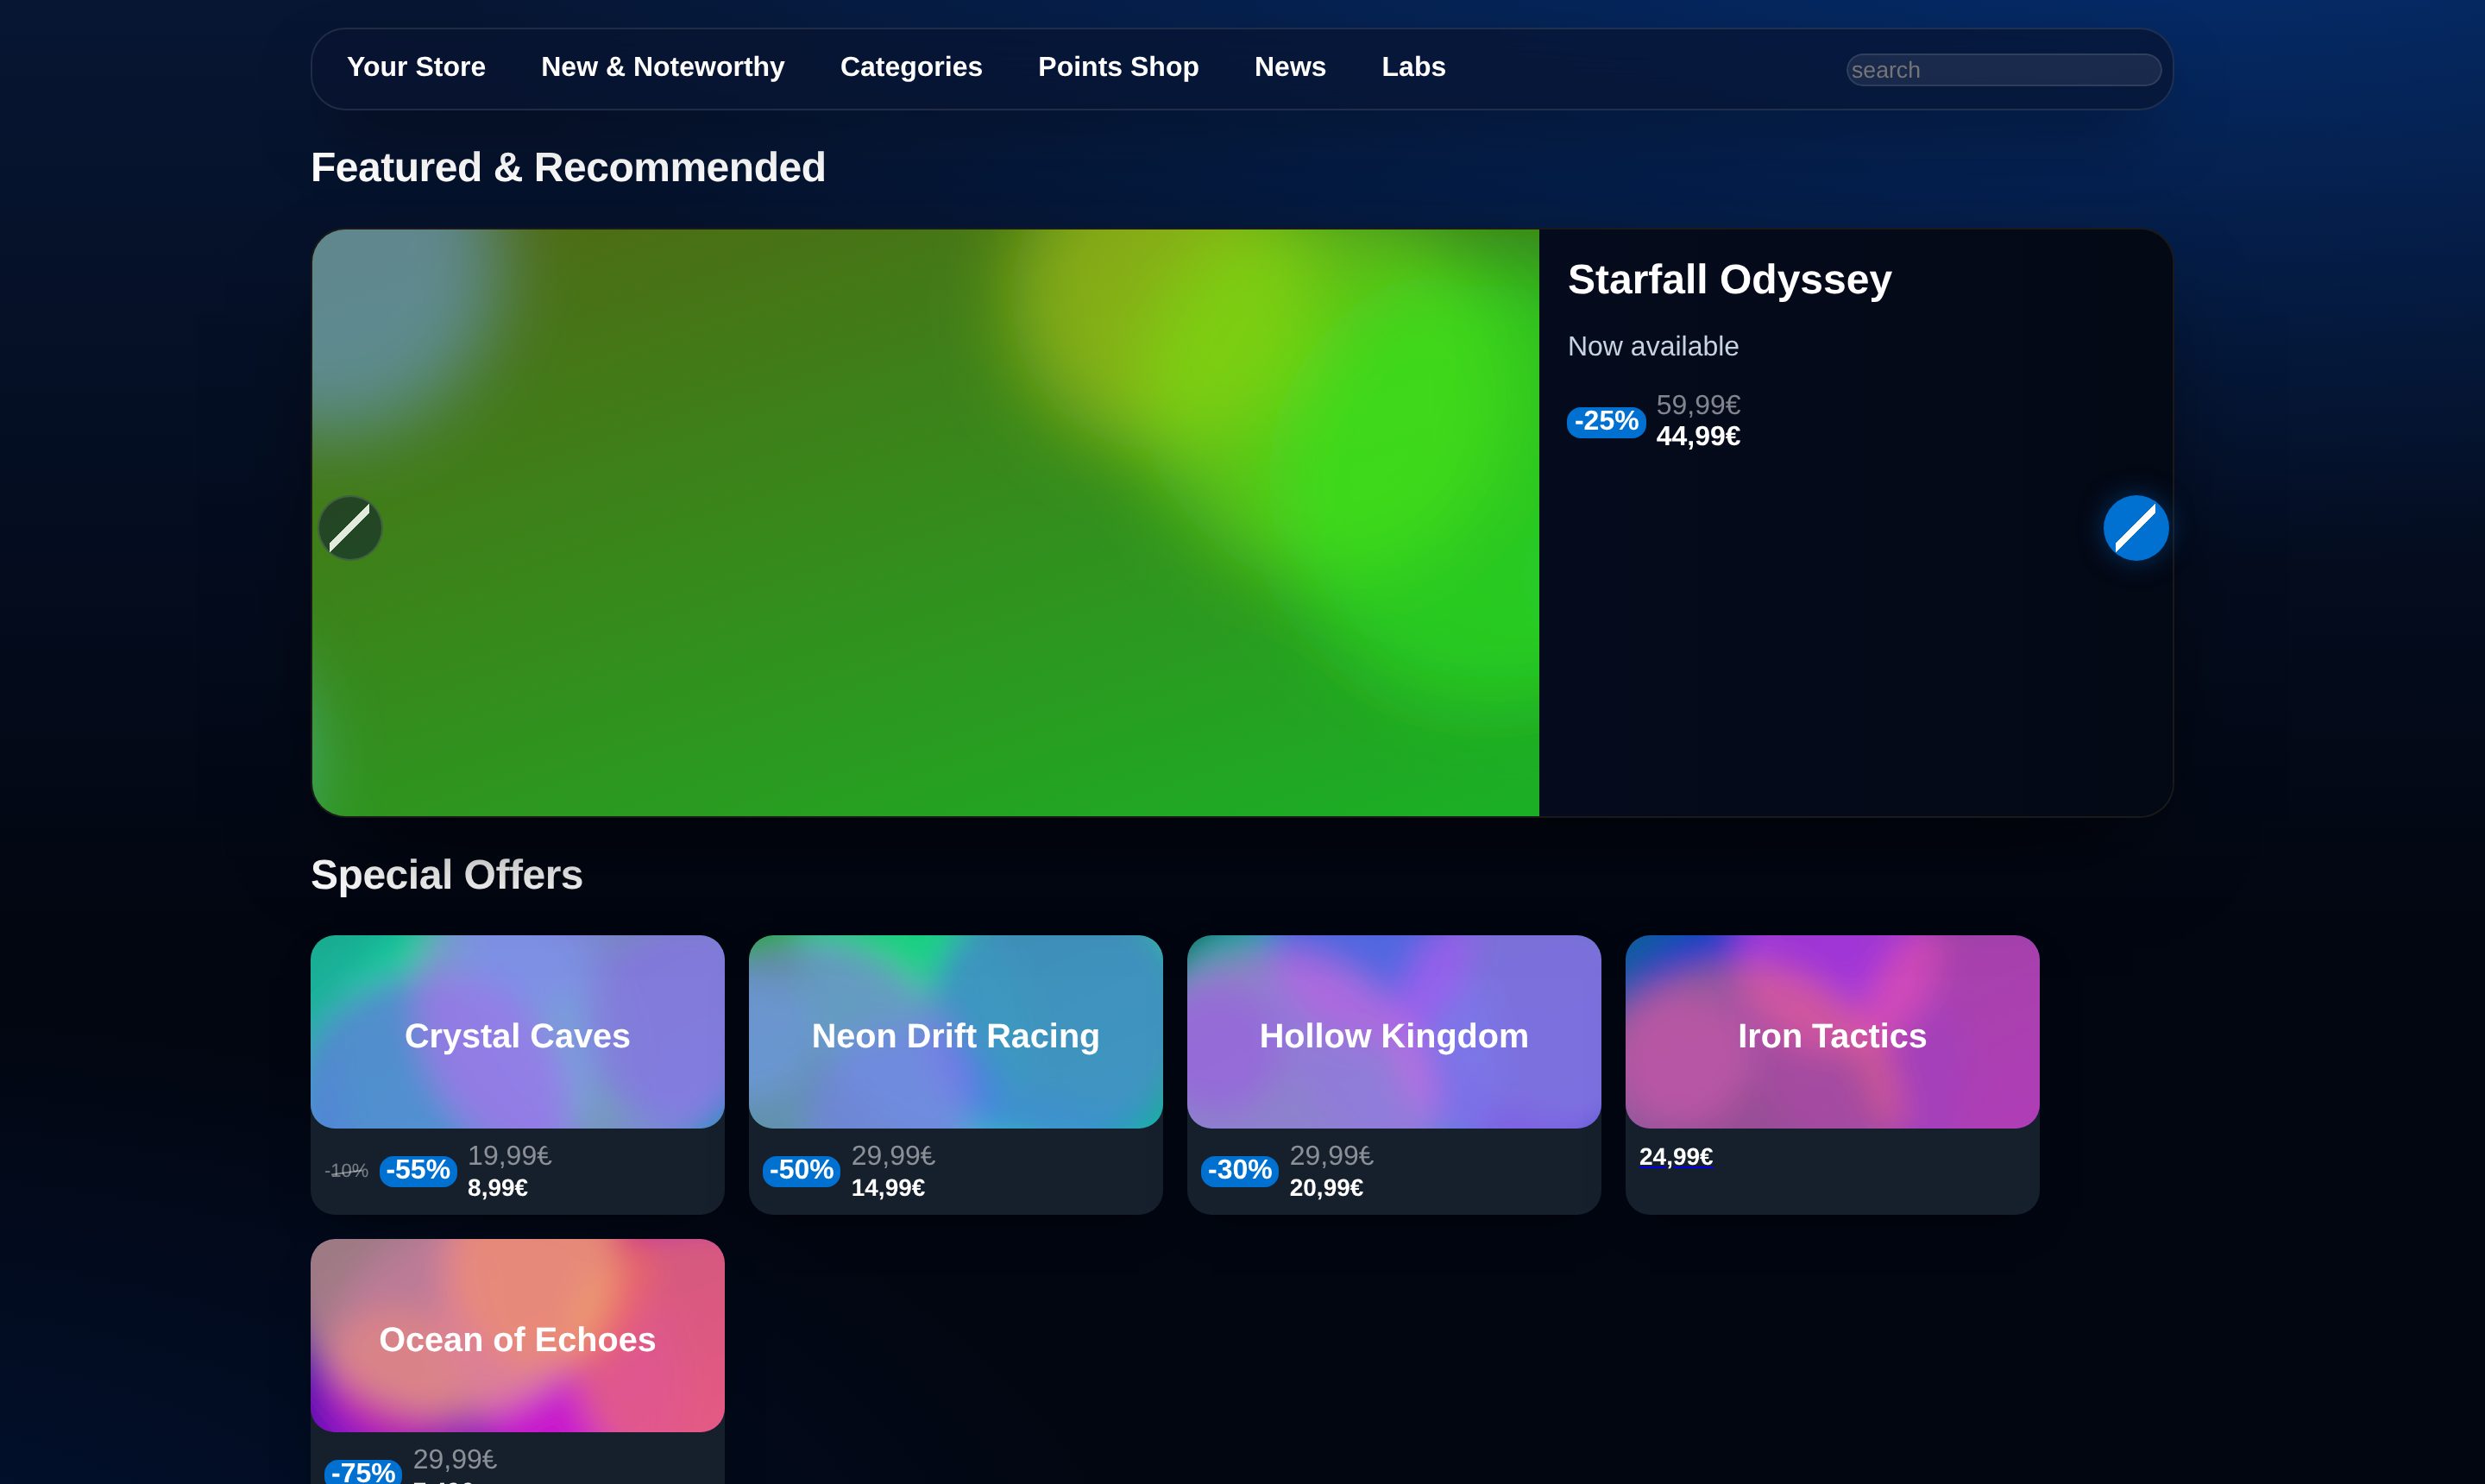 Your Store New & Noteworthy Categories Points Shop News Labs search
Featured & Recommended
Starfall Odyssey
Now available
-25% 59,99€
44,99€
Special Offers
Crystal Caves
-10% -55% 19,99€
8,99€
Neon Drift Racing
-50% 29,99€
14,99€
Hollow Kingdom
-30% 29,99€
20,99€
Iron Tactics
24,99€
Ocean of Echoes
-75% 29,99€